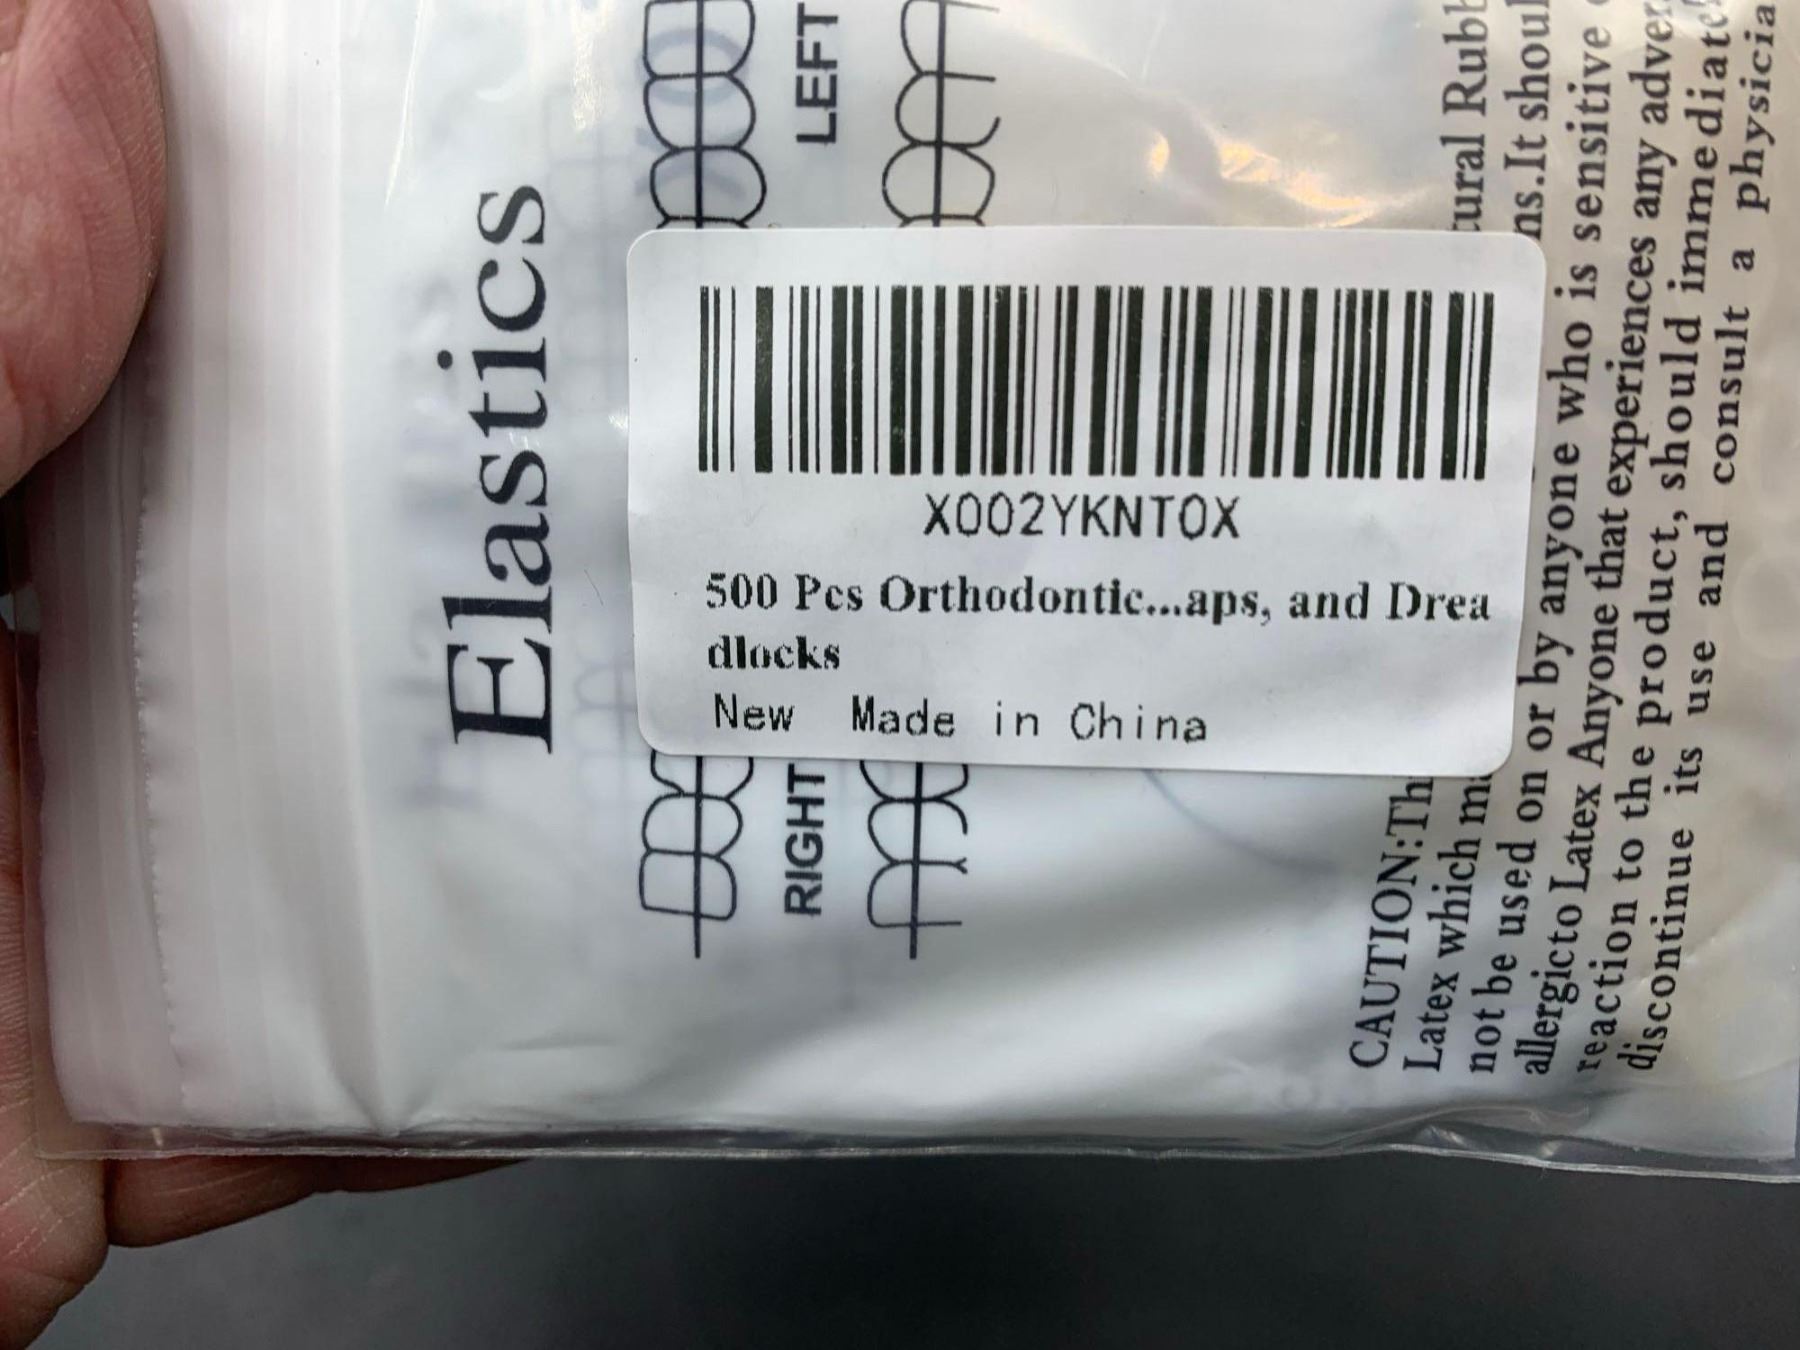 Elastics
LEFT
RIGHT
X002YKNTOX
500 Pcs Orthodontic...aps, and Drea
dlocks
New Made in China
CAUTION:Th tural Rubb
Latex which ns.It shoul
not be used on or by anyone who is sensitive
allergicto Latex Anyone that experiences any adver
reaction to the product, should immediate
discontinue its use and consult a physicia